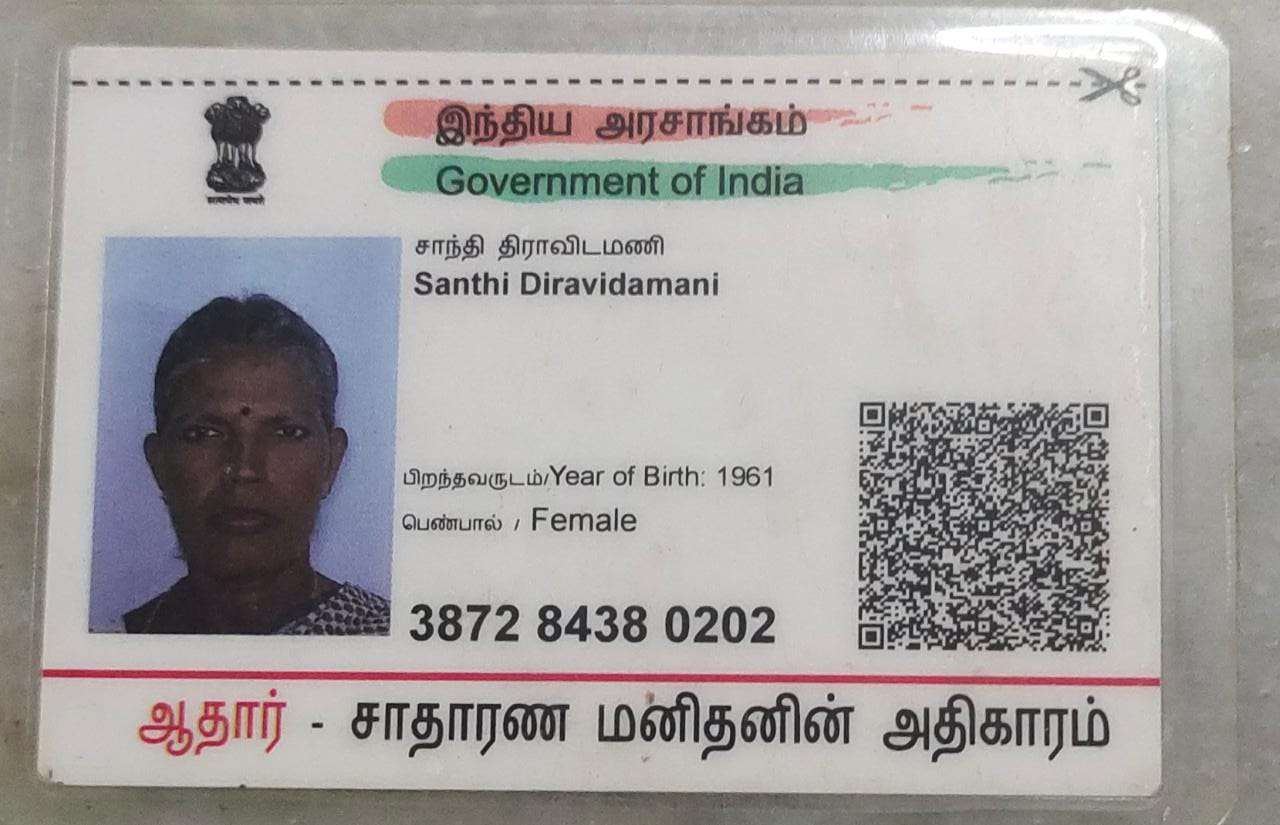 இந்திய அரசாங்கம்
Government of India
சாந்தி திராவிடமணி
Santhi Diravidamani
பிறந்தவருடம்/Year of Birth: 1961
பெண்பால் / Female
3872 8438 0202
ஆதார் - சாதாரண மனிதனின் அதிகாரம்